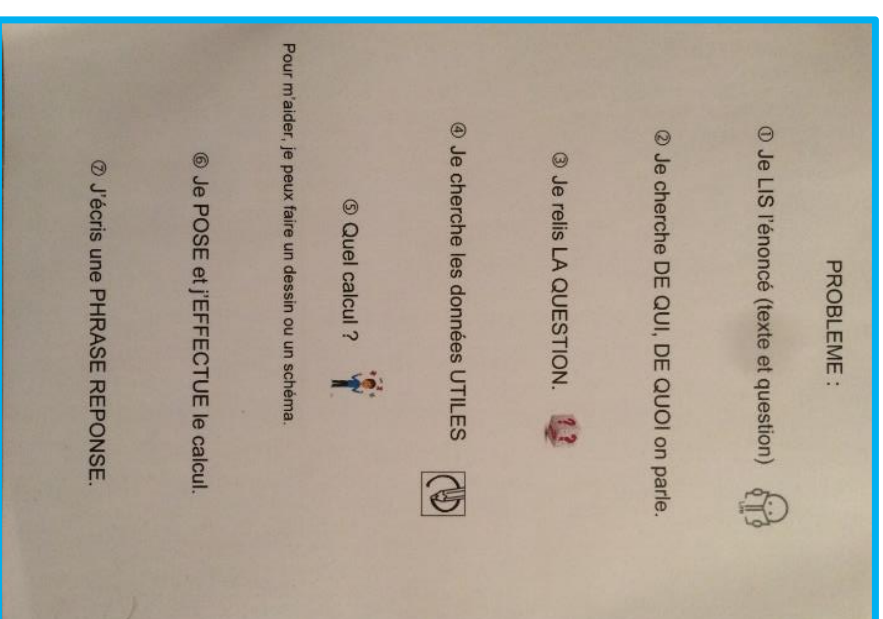 PROBLEME :
① Je LIS l'énoncé (texte et question)
LIRE
② Je cherche DE QUI, DE QUOI on parle.
③ Je relis LA QUESTION.
? ?
④ Je cherche les données UTILES
⑤ Quel calcul ?
Pour m'aider, je peux faire un dessin ou un schéma.
⑥ Je POSE et j'EFFECTUE le calcul.
⑦ J'écris une PHRASE REPONSE.